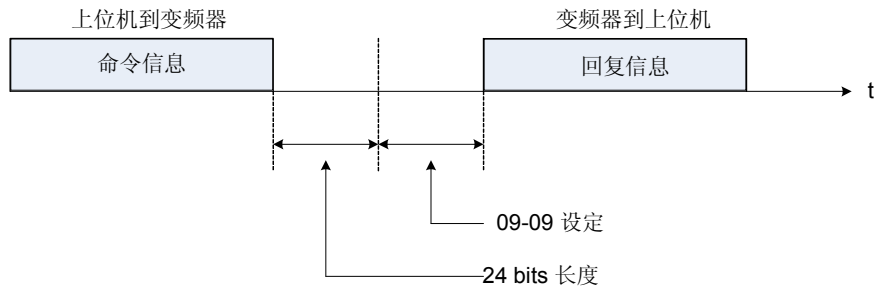 上位机到变频器
变频器到上位机
命令信息
回复信息
t
09-09 设定
24 bits 长度